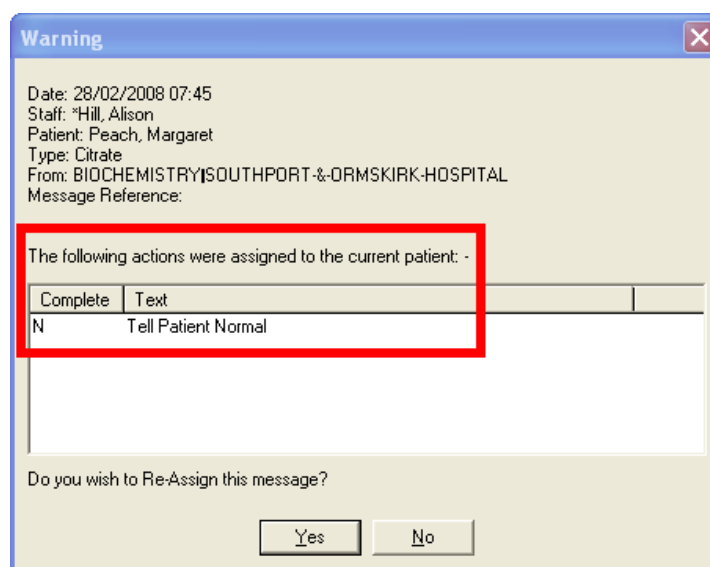 Warning
Date: 28/02/2008 07:45
Staff: *Hill, Alison
Patient: Peach, Margaret
Type: Citrate
From: BIOCHEMISTRY|SOUTHPORT-&-ORMSKIRK-HOSPITAL
Message Reference:
The following actions were assigned to the current patient: -
Complete Text
N Tell Patient Normal
Do you wish to Re-Assign this message?
Yes No